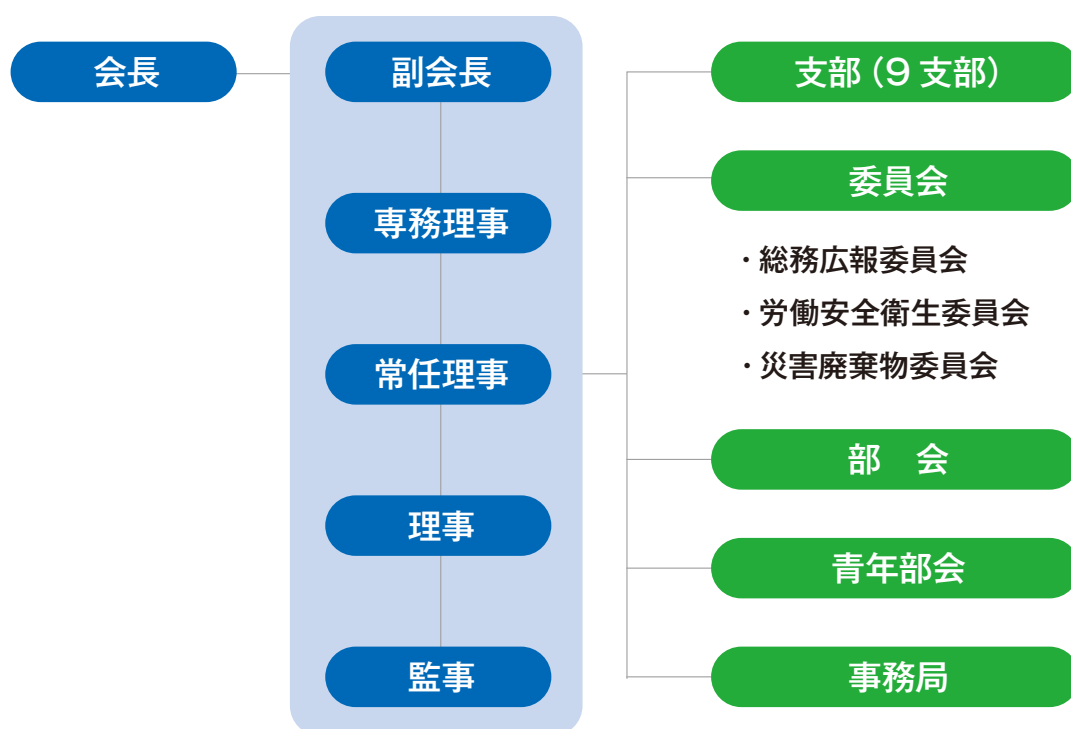 会長
副会長
専務理事
常任理事
理事
監事
支部（9 支部）
委員会
・総務広報委員会
・労働安全衛生委員会
・災害廃棄物委員会
部　会
青年部会
事務局